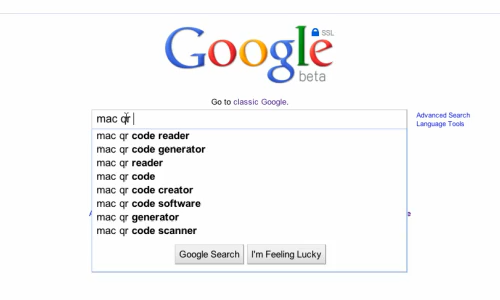 Google
SSL
beta
Go to classic Google.
mac qr
Advanced Search
Language Tools
mac qr code reader
mac qr code generator
mac qr reader
mac qr code
mac qr code creator
mac qr code software
mac qr generator
mac qr code scanner
Google Search
I'm Feeling Lucky